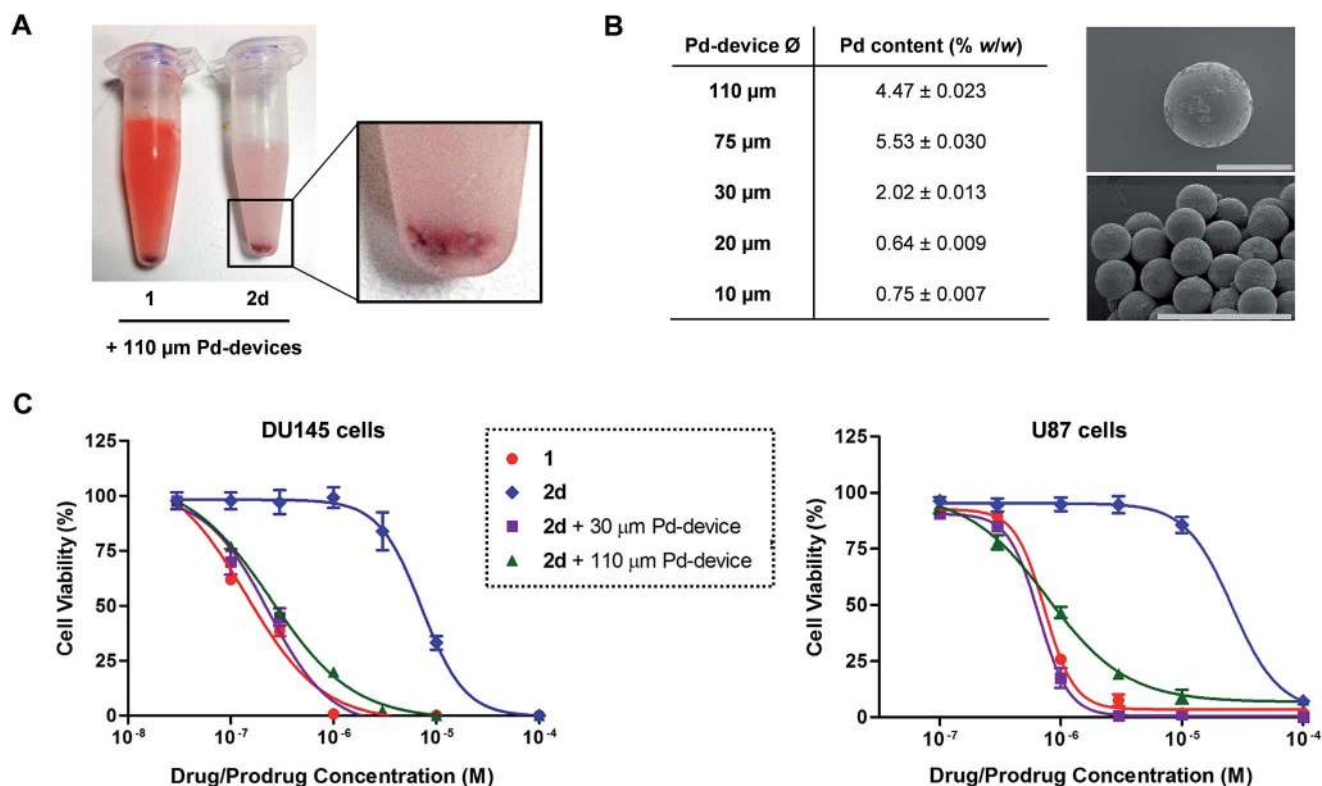 A
1
2d
+ 110 µm Pd-devices
B
Pd-device Ø
Pd content (% w/w)
110 µm
4.47 ± 0.023
75 µm
5.53 ± 0.030
30 µm
2.02 ± 0.013
20 µm
0.64 ± 0.009
10 µm
0.75 ± 0.007
C
DU145 cells
Cell Viability (%)
125
100
75
50
25
0
10⁻⁸
10⁻⁷
10⁻⁶
10⁻⁵
10⁻⁴
Drug/Prodrug Concentration (M)
1
2d
2d + 30 µm Pd-device
2d + 110 µm Pd-device
U87 cells
Cell Viability (%)
125
100
75
50
25
0
10⁻⁷
10⁻⁶
10⁻⁵
10⁻⁴
Drug/Prodrug Concentration (M)